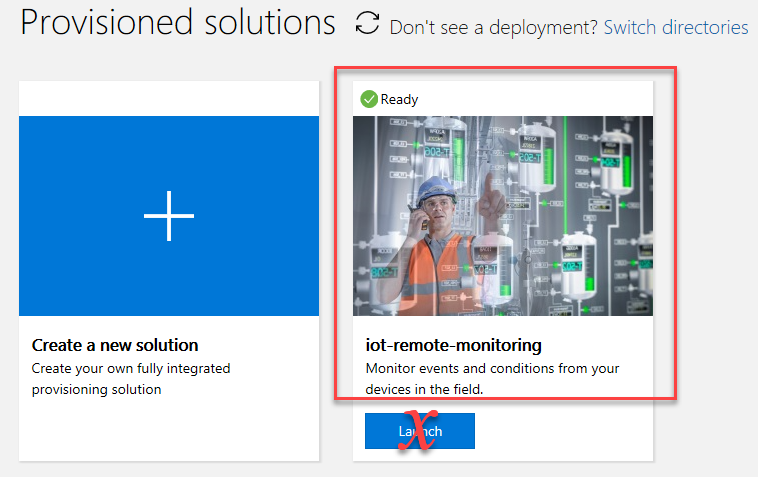 Provisioned solutions Don't see a deployment? Switch directories
Ready
Create a new solution
Create your own fully integrated
provisioning solution
iot-remote-monitoring
Monitor events and conditions from your
devices in the field.
Launch
X